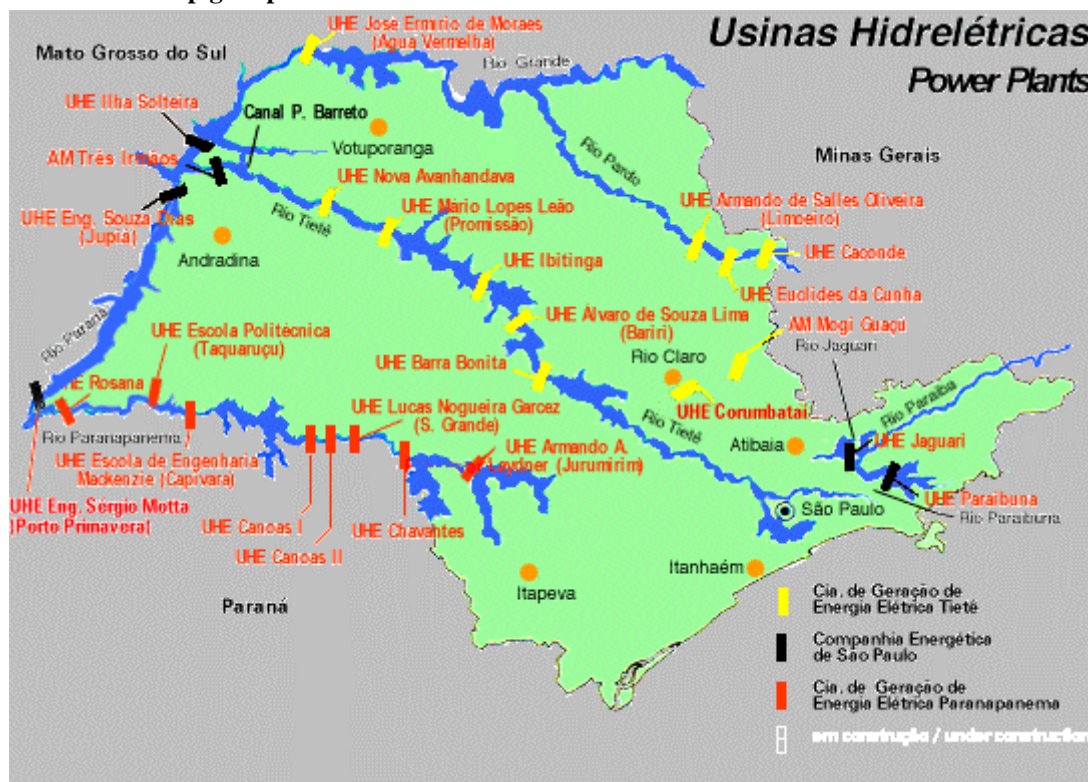 UHE Jose Ermirio de Moraes
(Agua Vermelha)
Usinas Hidrelétricas
Power Plants
Mato Grosso do Sul
Rio Grande
UHE Ilha Solteira
Canal P. Barreto
Votuporanga
AM Três Irmãos
Rio Pardo
Minas Gerais
UHE Nova Avanhandava
UHE Armando de Salles Oliveira
(Limoeiro)
UHE Eng. Souza Dias
(Jupiá)
Rio Tietê
UHE Mário Lopes Leão
(Promissão)
Andradina
UHE Ibitinga
UHE Caconde
UHE Euclides da Cunha
UHE Álvaro de Souza Lima
(Bariri)
AM Mogi Guaçú
Rio Jaguari
Rio Paraná
UHE Escola Politécnica
(Taquaruçu)
Rio Claro
UHE Barra Bonita
UHE Rosana
UHE Lucas Nogueira Garcez
(S. Grande)
UHE Corumbataí
Rio Paraiba
Rio Paranapanema
Rio Tietê
Atibaia
UHE Jaguari
UHE Escola de Engenharia
Mackenzie (Capivara)
UHE Armando A.
Laydner (Jurumirim)
UHE Eng. Sérgio Motta
(Porto Primavera(
UHE Canoas I
UHE Chavantes
São Paulo
UHE Paraibuna
Rio Paraibuna
UHE Canoas II
Itanhaém
Itapeva
Paraná
Cia. de Geração de
Energia Elétrica Tietê
Companhia Energética
de São Paulo
Cia. de Geração de
Energia Elétrica Paranapanema
em construção / under construction